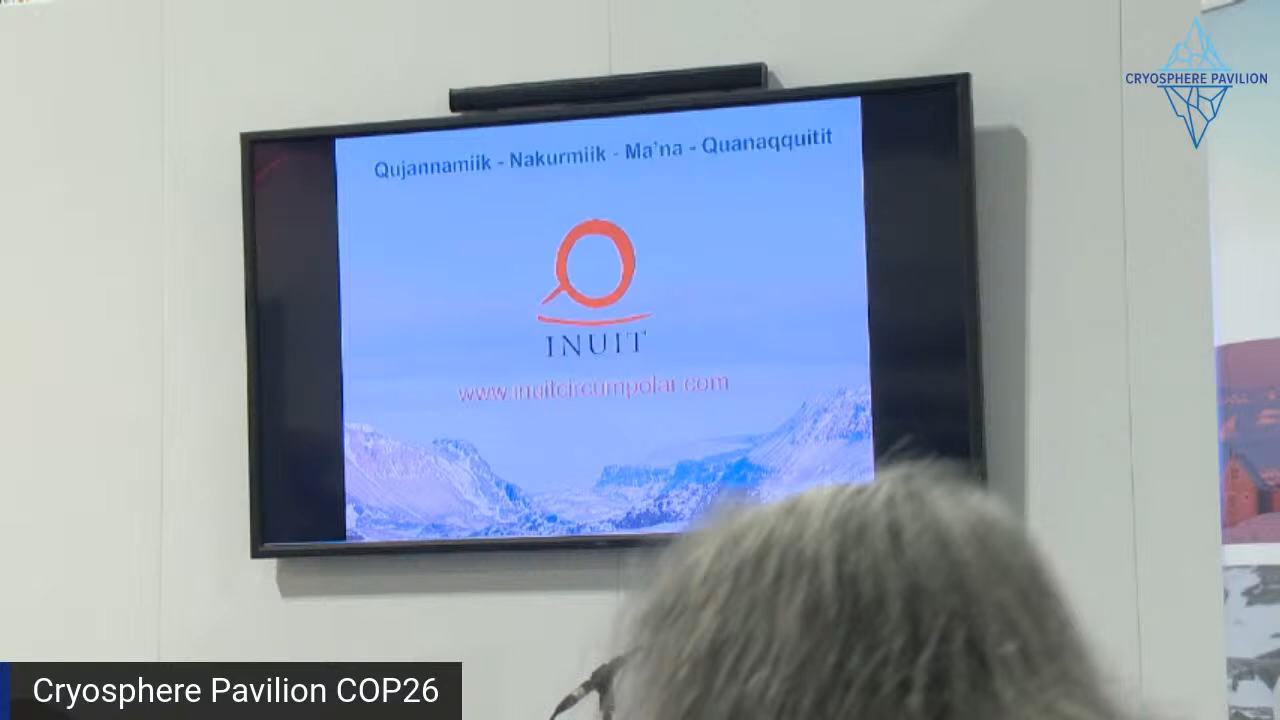 CRYOSPHERE PAVILION
Qujannamiik - Nakurmiik - Ma'na - Quanaqquitit
INUIT
www.inuitcircumpolar.com
Cryosphere Pavilion COP26